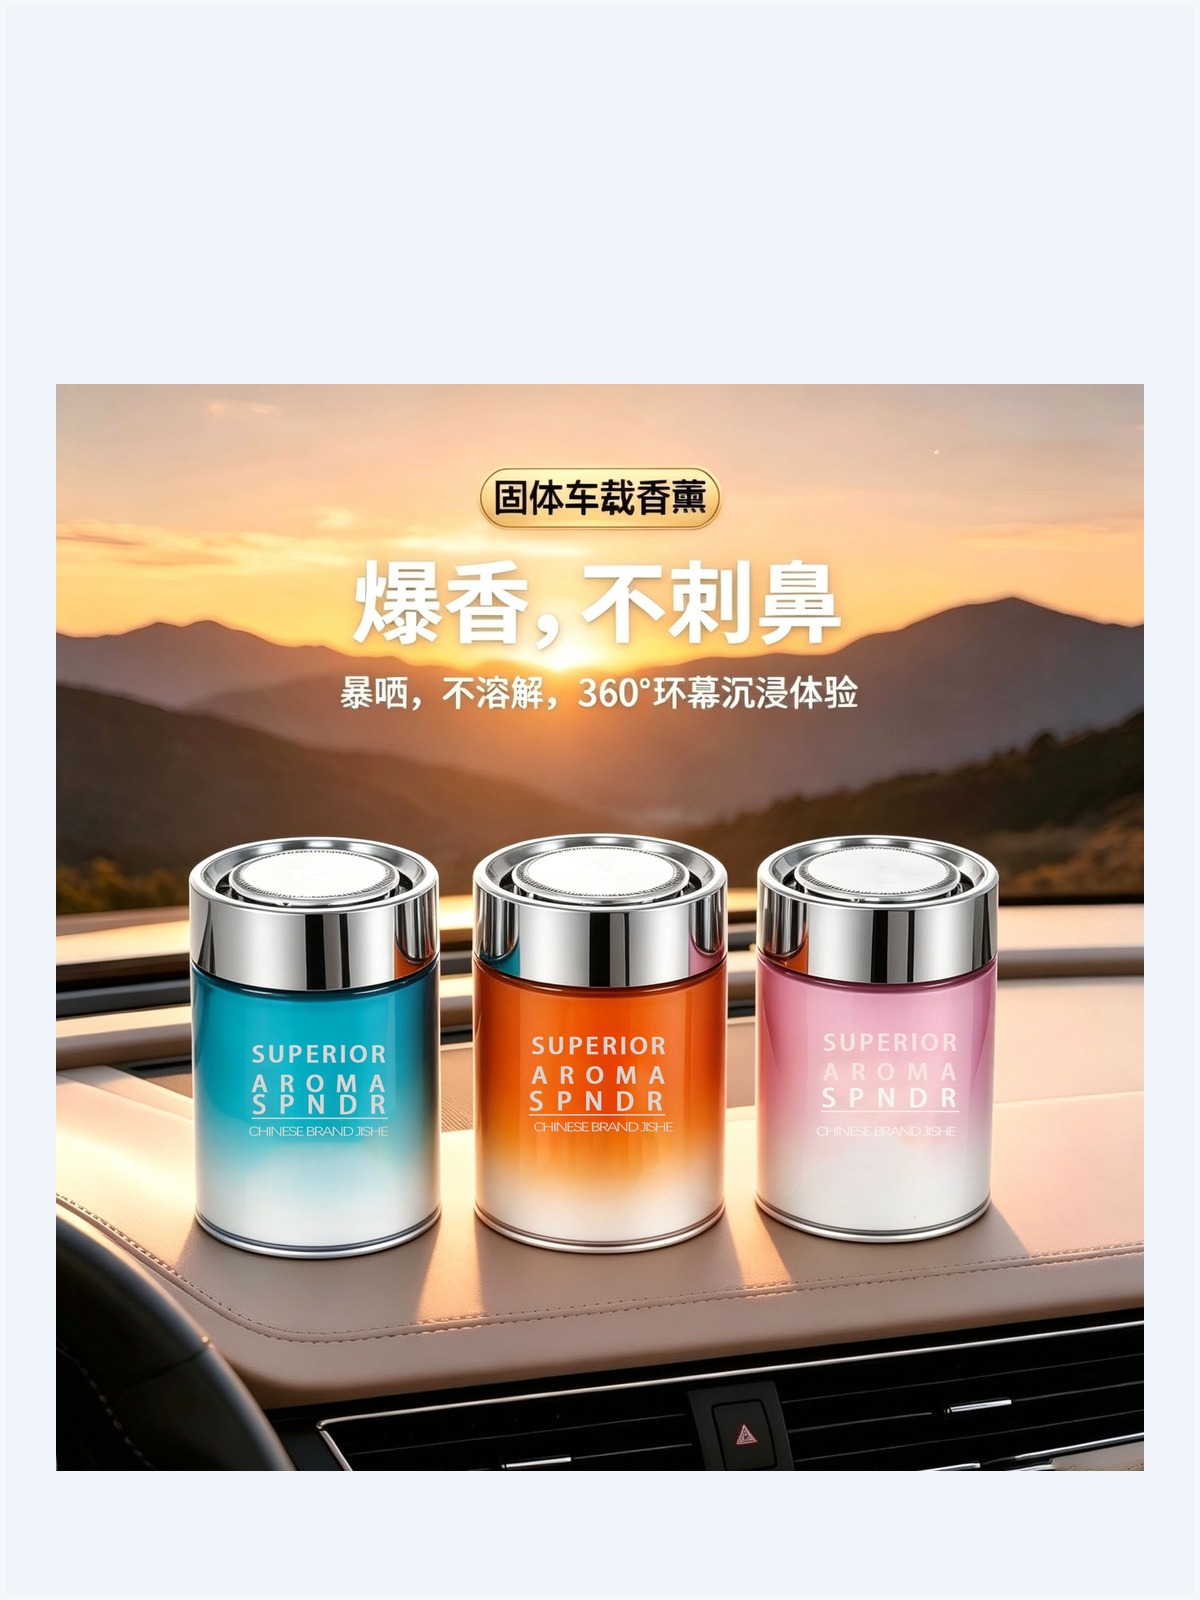 固体车载香薰
爆香，不刺鼻
暴晒，不溶解，360°环幕沉浸体验
SUPERIOR
AROMA
SPNDR
CHINESE BRAND JISHE
SUPERIOR
AROMA
SPNDR
CHINESE BRAND JISHE
SUPERIOR
AROMA
SPNDR
CHINESE BRAND JISHE